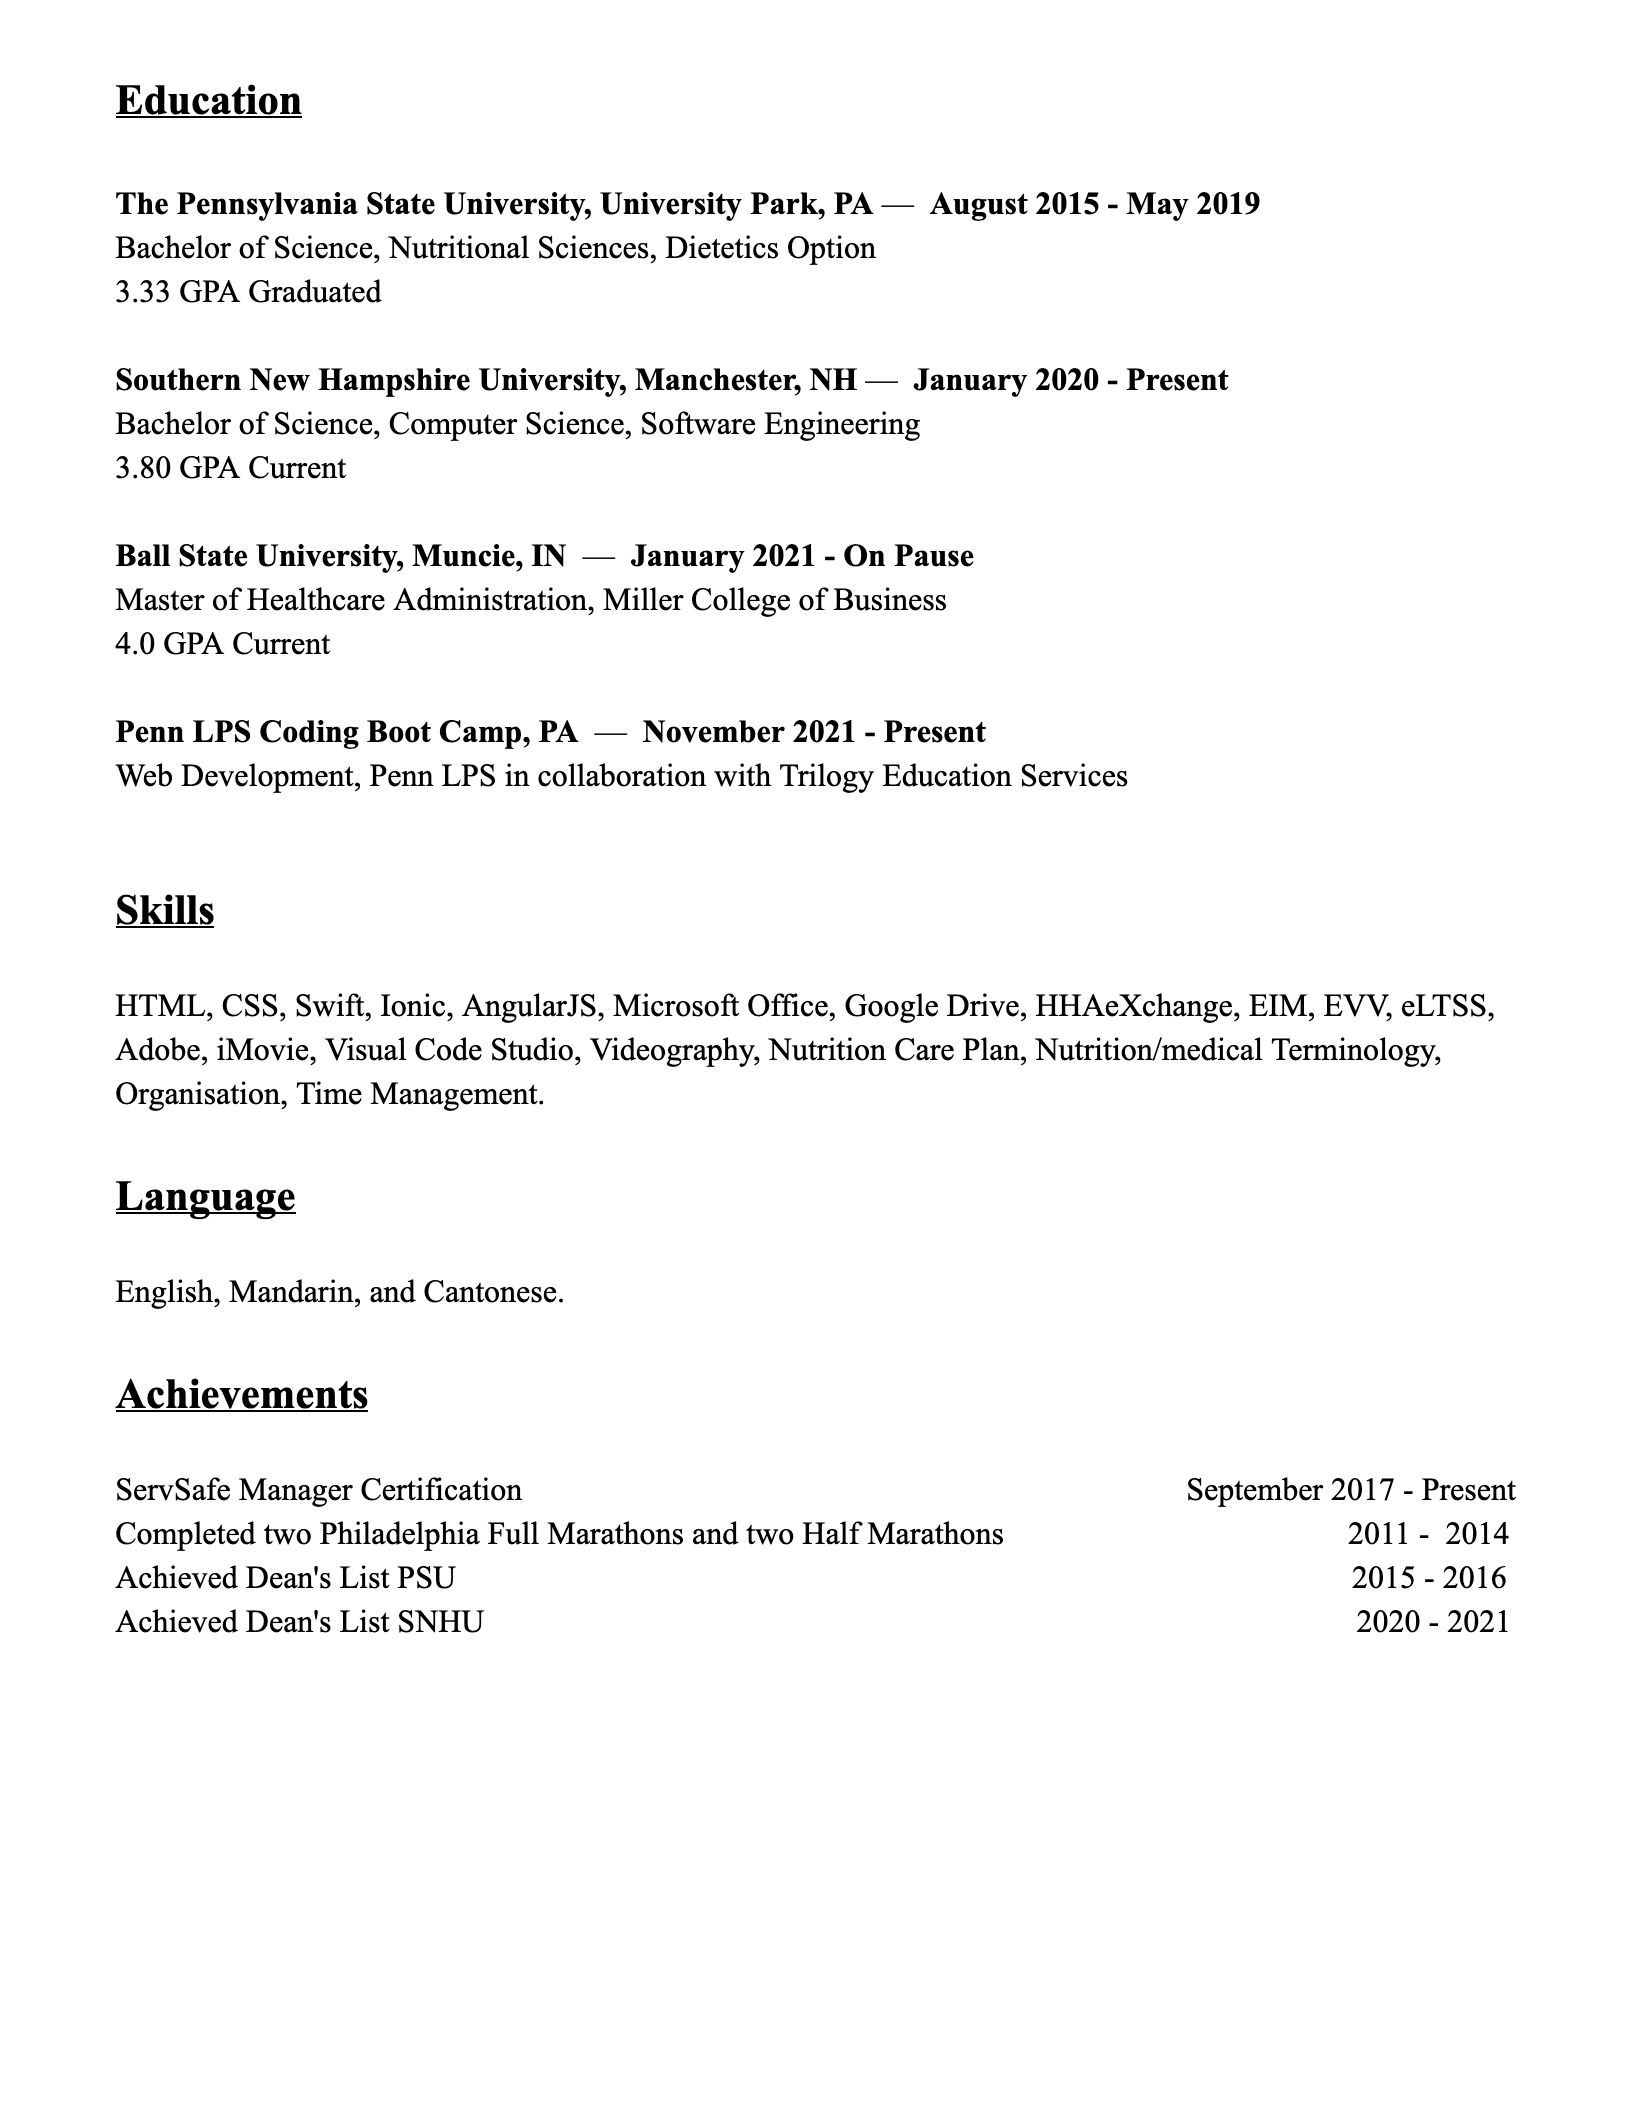 Education
The Pennsylvania State University, University Park, PA — August 2015 - May 2019
Bachelor of Science, Nutritional Sciences, Dietetics Option
3.33 GPA Graduated
Southern New Hampshire University, Manchester, NH — January 2020 - Present
Bachelor of Science, Computer Science, Software Engineering
3.80 GPA Current
Ball State University, Muncie, IN — January 2021 - On Pause
Master of Healthcare Administration, Miller College of Business
4.0 GPA Current
Penn LPS Coding Boot Camp, PA — November 2021 - Present
Web Development, Penn LPS in collaboration with Trilogy Education Services
Skills
HTML, CSS, Swift, Ionic, AngularJS, Microsoft Office, Google Drive, HHAeXchange, EIM, EVV, eLTSS,
Adobe, iMovie, Visual Code Studio, Videography, Nutrition Care Plan, Nutrition/medical Terminology,
Organisation, Time Management.
Language
English, Mandarin, and Cantonese.
Achievements
ServSafe Manager Certification September 2017 - Present
Completed two Philadelphia Full Marathons and two Half Marathons 2011 - 2014
Achieved Dean's List PSU 2015 - 2016
Achieved Dean's List SNHU 2020 - 2021